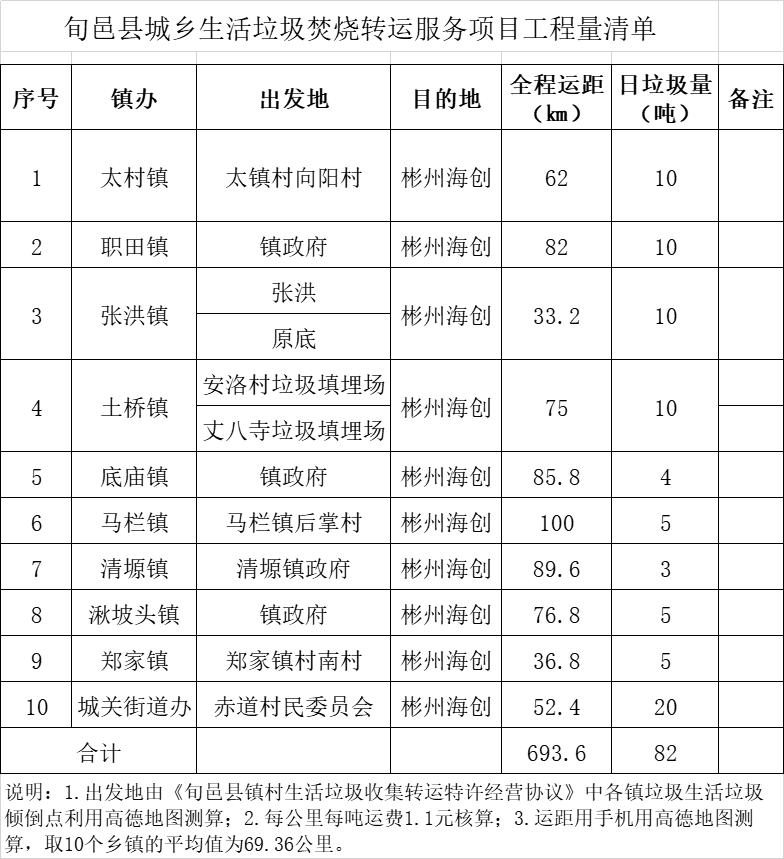 旬邑县城乡生活垃圾焚烧转运服务项目工程量清单
序号 镇办 出发地 目的地 全程运距（km） 日垃圾量（吨） 备注
1 太村镇 太镇村向阳村 彬州海创 62 10
2 职田镇 镇政府 彬州海创 82 10
3 张洪镇 张洪 彬州海创 33.2 10
原底
4 土桥镇 安洛村垃圾填埋场 彬州海创 75 10
丈八寺垃圾填埋场
5 底庙镇 镇政府 彬州海创 85.8 4
6 马栏镇 马栏镇后掌村 彬州海创 100 5
7 清塬镇 清塬镇政府 彬州海创 89.6 3
8 湫坡头镇 镇政府 彬州海创 76.8 5
9 郑家镇 郑家镇村南村 彬州海创 36.8 5
10 城关街道办 赤道村民委员会 彬州海创 52.4 20
合计 693.6 82
说明：1.出发地由《旬邑县镇村生活垃圾收集转运特许经营协议》中各镇垃圾生活垃圾
倾倒点利用高德地图测算；2.每公里每吨运费1.1元核算；3.运距用手机用高德地图测
算，取10个乡镇的平均值为69.36公里。